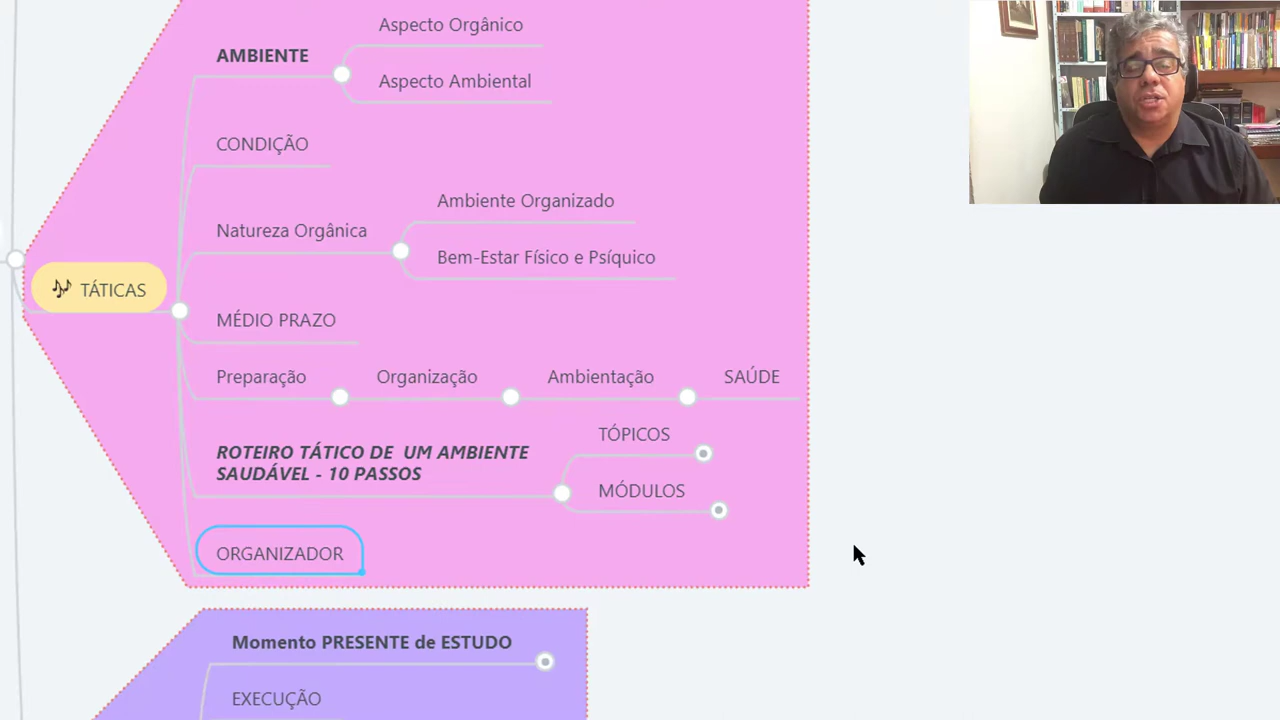 Aspecto Orgânico
AMBIENTE
Aspecto Ambiental
CONDIÇÃO
Ambiente Organizado
Natureza Orgânica
Bem-Estar Físico e Psíquico
TÁTICAS
MÉDIO PRAZO
Preparação Organização Ambientação SAÚDE
TÓPICOS
ROTEIRO TÁTICO DE UM AMBIENTE
SAUDÁVEL - 10 PASSOS
MÓDULOS
ORGANIZADOR
Momento PRESENTE de ESTUDO
EXECUÇÃO